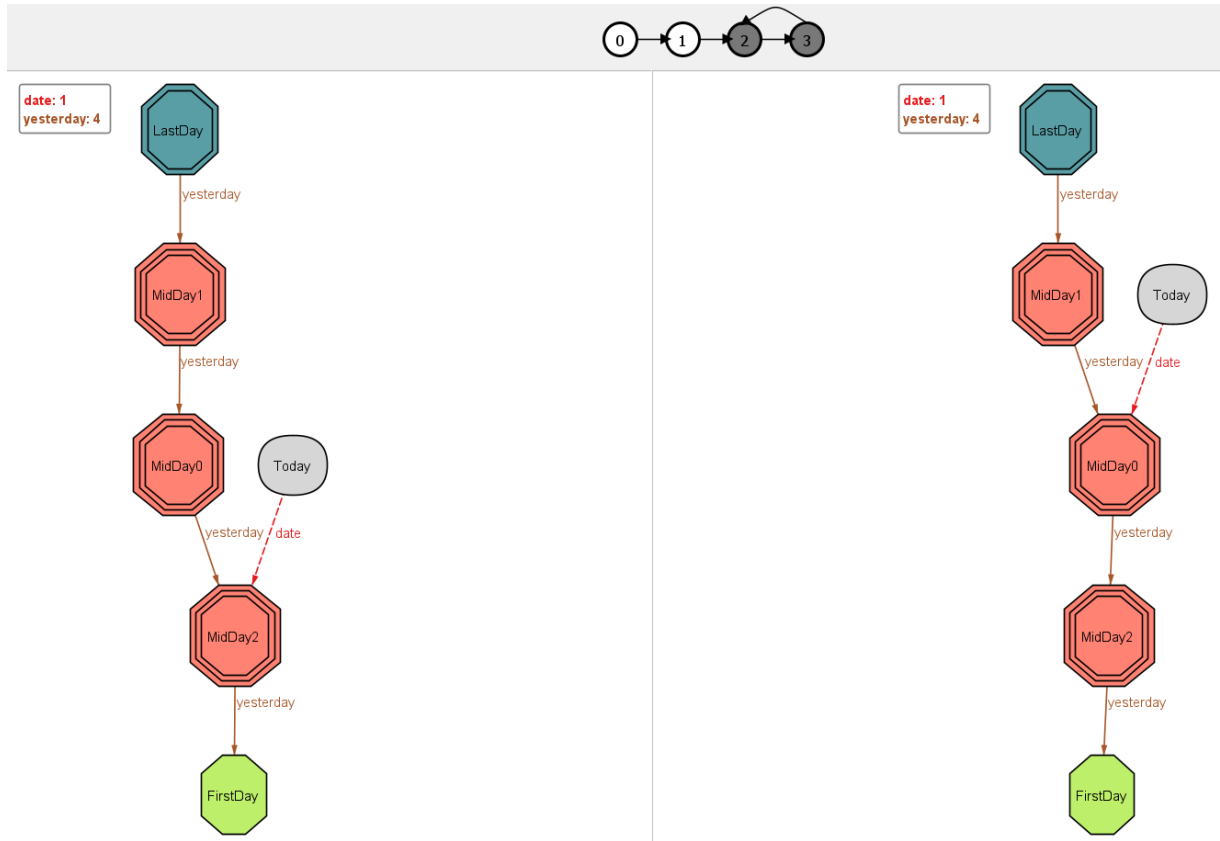 0 1 2 3
date: 1
yesterday: 4
LastDay
yesterday
MidDay1
yesterday
MidDay0
Today
yesterday
date
MidDay2
yesterday
FirstDay
date: 1
yesterday: 4
LastDay
yesterday
MidDay1
Today
yesterday
date
MidDay0
yesterday
MidDay2
yesterday
FirstDay